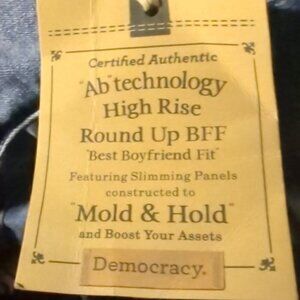 Certified Authentic
"Ab"technology
High Rise
Round Up BFF
"Best Boyfriend Fit"
Featuring Slimming Panels
constructed to
"Mold & Hold"
and Boost Your Assets
Democracy.